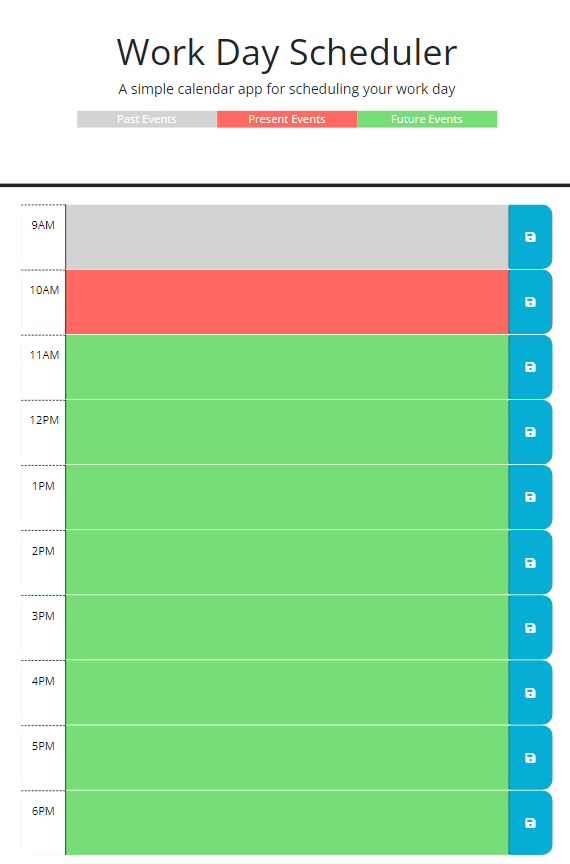 Work Day Scheduler
A simple calendar app for scheduling your work day
Past Events Present Events Future Events
9AM
10AM
11AM
12PM
1PM
2PM
3PM
4PM
5PM
6PM